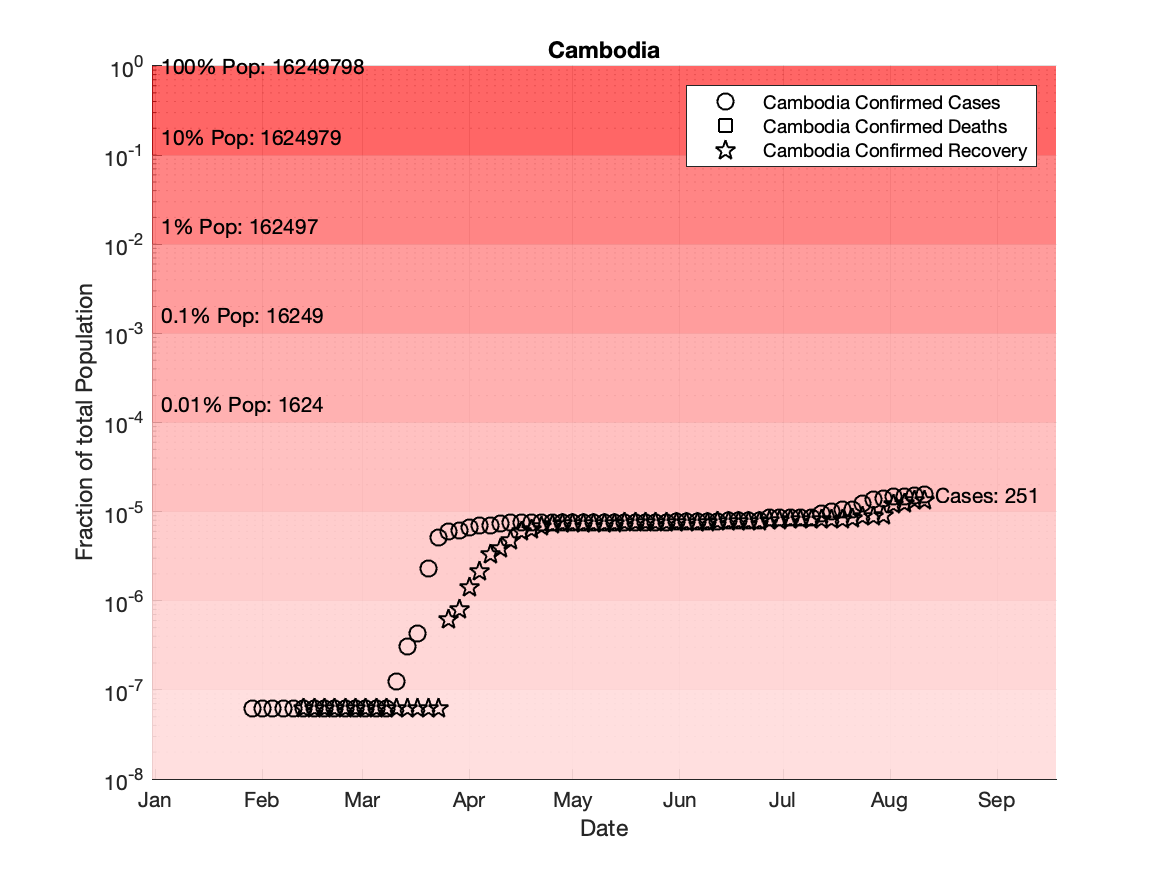 Cambodia
10^0
100% Pop: 16249798
Cambodia Confirmed Cases
Cambodia Confirmed Deaths
Cambodia Confirmed Recovery
10% Pop: 1624979
10^-1
1% Pop: 162497
10^-2
0.1% Pop: 16249
10^-3
0.01% Pop: 1624
10^-4
Cases: 251
10^-5
10^-6
10^-7
10^-8
Fraction of total Population
Jan Feb Mar Apr May Jun Jul Aug Sep
Date